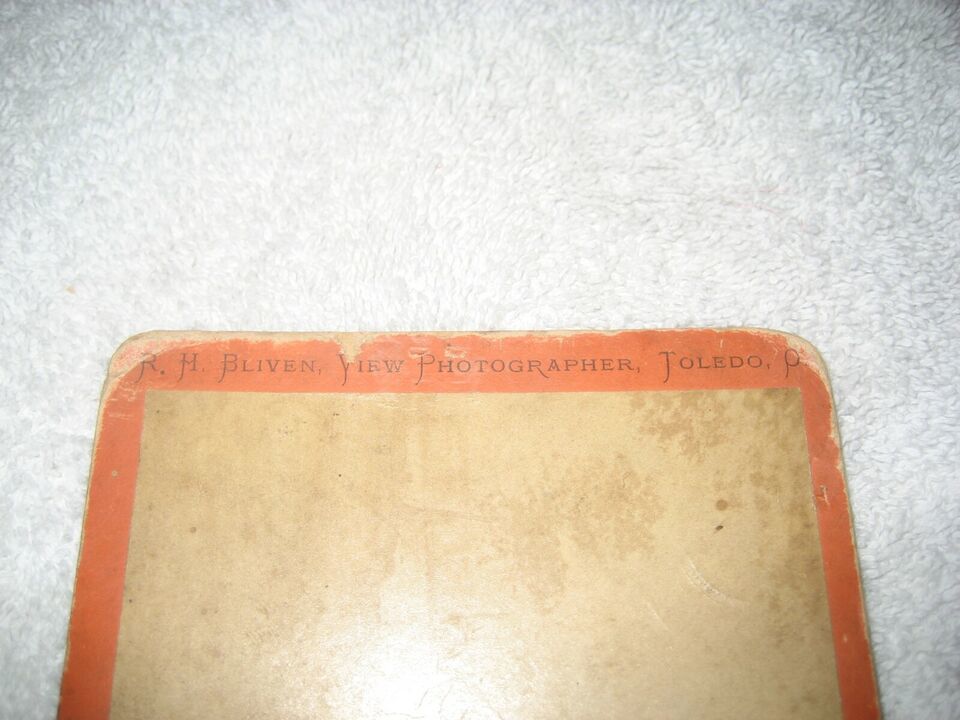 R. H. BLIVEN, VIEW PHOTOGRAPHER, TOLEDO, O.